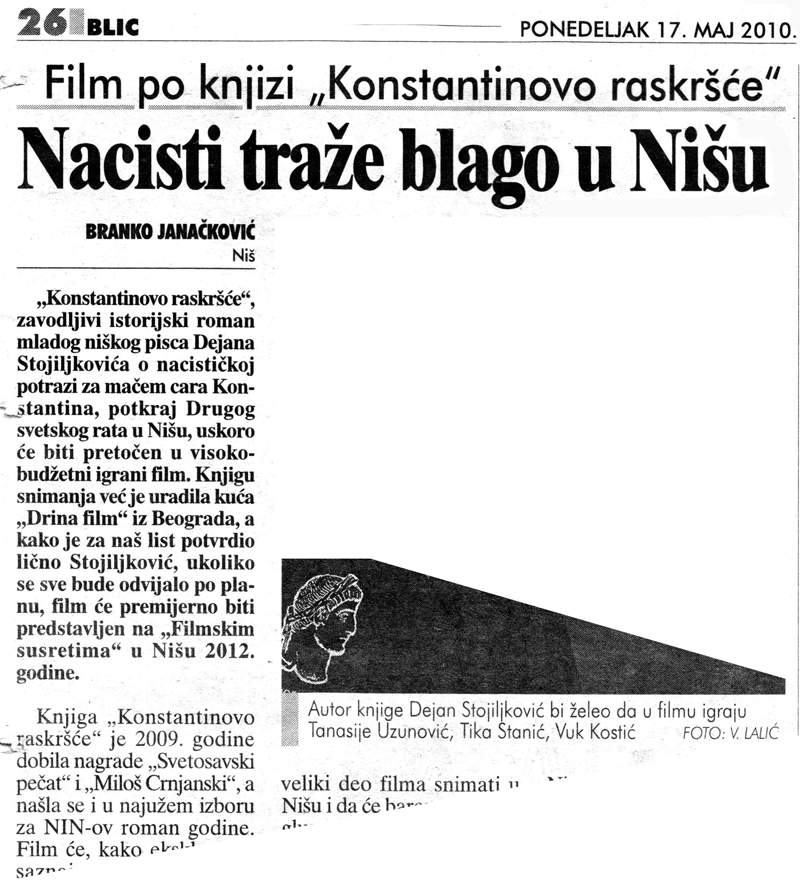 26 BLIC
PONEDELJAK 17. MAJ 2010.
Film po knjizi „Konstantinovo raskršće“
Nacisti traže blago u Nišu
BRANKO JANAČKOVIĆ
Niš
„Konstantinovo raskršće“,
zavodljivi istorijski roman
mladog niškog pisca Dejana
Stojiljkovića o nacističkoj
potrazi za mačem cara Kon-
stantina, potkraj Drugog
svetskog rata u Nišu, uskoro
će biti pretočen u visoko-
budžetni igrani film. Knjigu
snimanja već je uradila kuća
„Drina film“ iz Beograda, a
kako je za naš list potvrdio
lično Stojiljković, ukoliko
se sve bude odvijalo po pla-
nu, film će premijerno biti
predstavljen na „Filmskim
susretima“ u Nišu 2012.
godine.
Knjiga „Konstantinovo
raskršće“ je 2009. godine
dobila nagrade „Svetosavski
pečat“ i „Miloš Crnjanski“, a
našla se i u najužem izboru
za NIN-ov roman godine.
Film će, kako
Autor knjige Dejan Stojiljković bi želeo da u filmu igraju
Tanasije Uzunović, Tika Stanić, Vuk Kostić
FOTO: V. LALIĆ
veliki deo filma snimati u
Nišu i da će